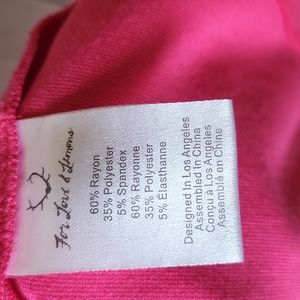 For Love & Lemons
60% Rayon
35% Polyester
5% Spandex
60% Rayonne
35% Polyester
5% Élasthanne
Designed In Los Angeles
Assembled in China
Conçu à Los Angeles
Assemblé en Chine